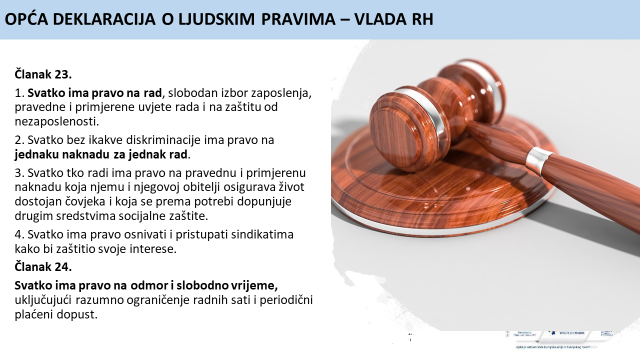 OPĆA DEKLARACIJA O LJUDSKIM PRAVIMA – VLADA RH
Članak 23.
1. Svatko ima pravo na rad, slobodan izbor zaposlenja,
pravedne i primjerene uvjete rada i na zaštitu od
nezaposlenosti.
2. Svatko bez ikakve diskriminacije ima pravo na
jednaku naknadu za jednak rad.
3. Svatko tko radi ima pravo na pravednu i primjerenu
naknadu koja njemu i njegovoj obitelji osigurava život
dostojan čovjeka i koja se prema potrebi dopunjuje
drugim sredstvima socijalne zaštite.
4. Svatko ima pravo osnivati i pristupati sindikatima
kako bi zaštitio svoje interese.
Članak 24.
Svatko ima pravo na odmor i slobodno vrijeme,
uključujući razumno ograničenje radnih sati i periodični
plaćeni dopust.